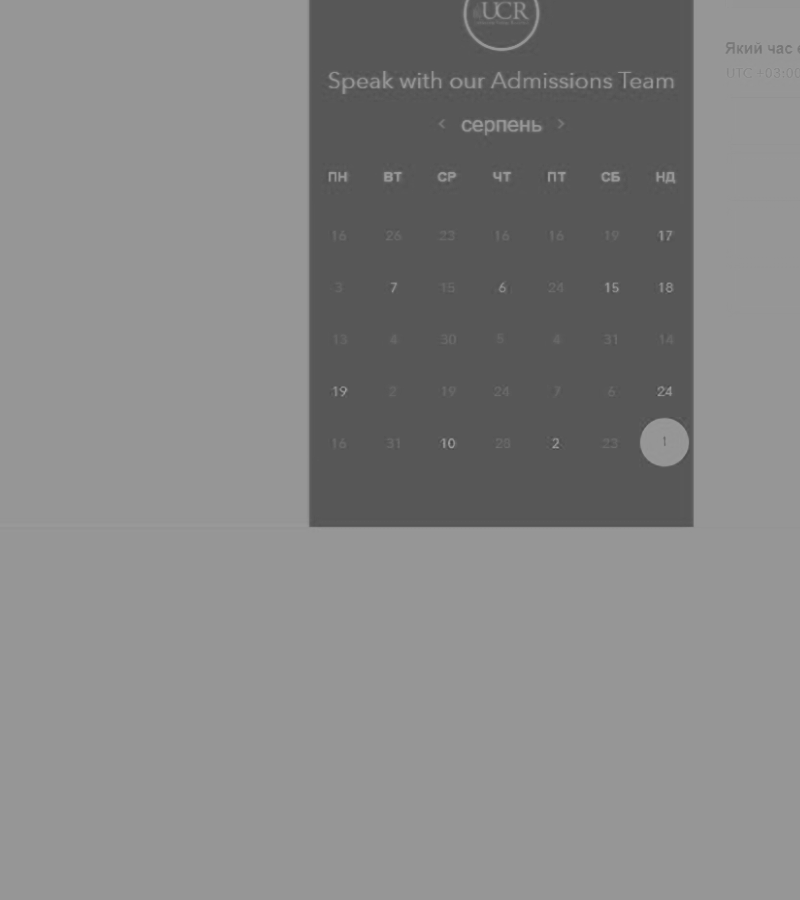 UCR
Speak with our Admissions Team
< серпень >
ПН ВТ СР ЧТ ПТ СБ НД
16 26 23 16 16 19 17
3 7 15 6 24 15 18
13 4 30 5 4 31 14
19 2 19 24 7 6 24
16 31 10 28 2 23 1
Який час
UTC +03:00